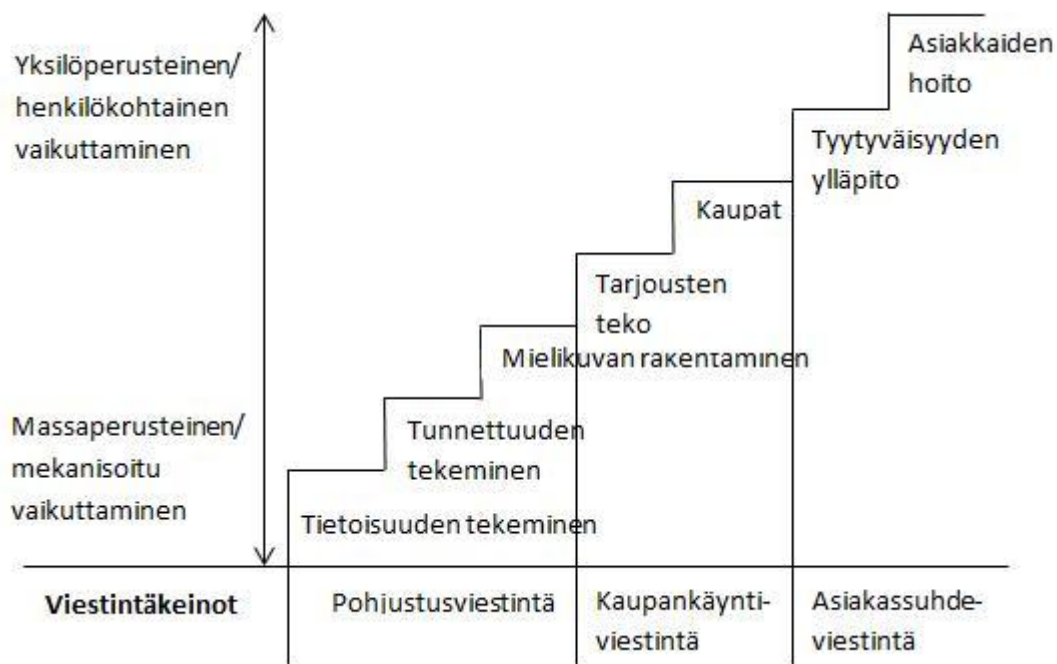 Yksilöperusteinen/
henkilökohtainen
vaikuttaminen
Massaperusteinen/
mekanisoitu
vaikuttaminen
Asiakkaiden
hoito
Tyytyväisyyden
ylläpito
Kaupat
Tarjousten
teko
Mielikuvan rakentaminen
Tunnettuuden
tekeminen
Tietoisuuden tekeminen
Viestintäkeinot
Pohjustusviestintä
Kaupankäynti-
viestintä
Asiakassuhde-
viestintä